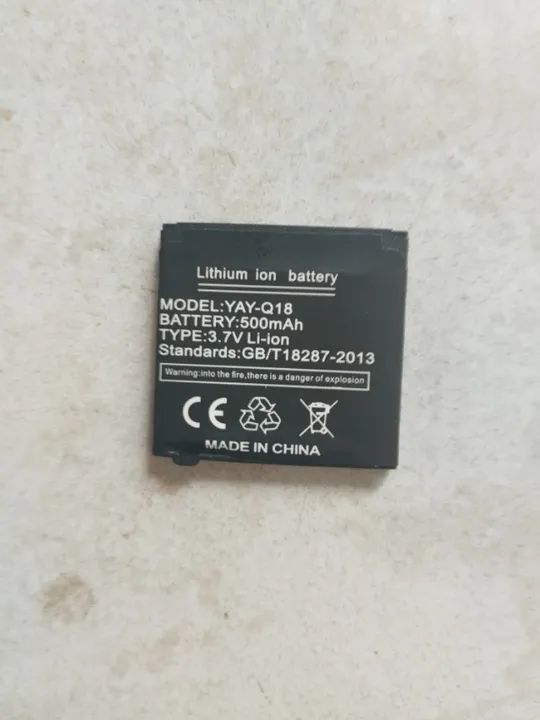 Lithium ion battery
MODEL:YAY-Q18
BATTERY:500mAh
TYPE:3.7V Li-ion
Standards:GB/T18287-2013
Warning:into the fire,there is a danger of explosion
CE
MADE IN CHINA